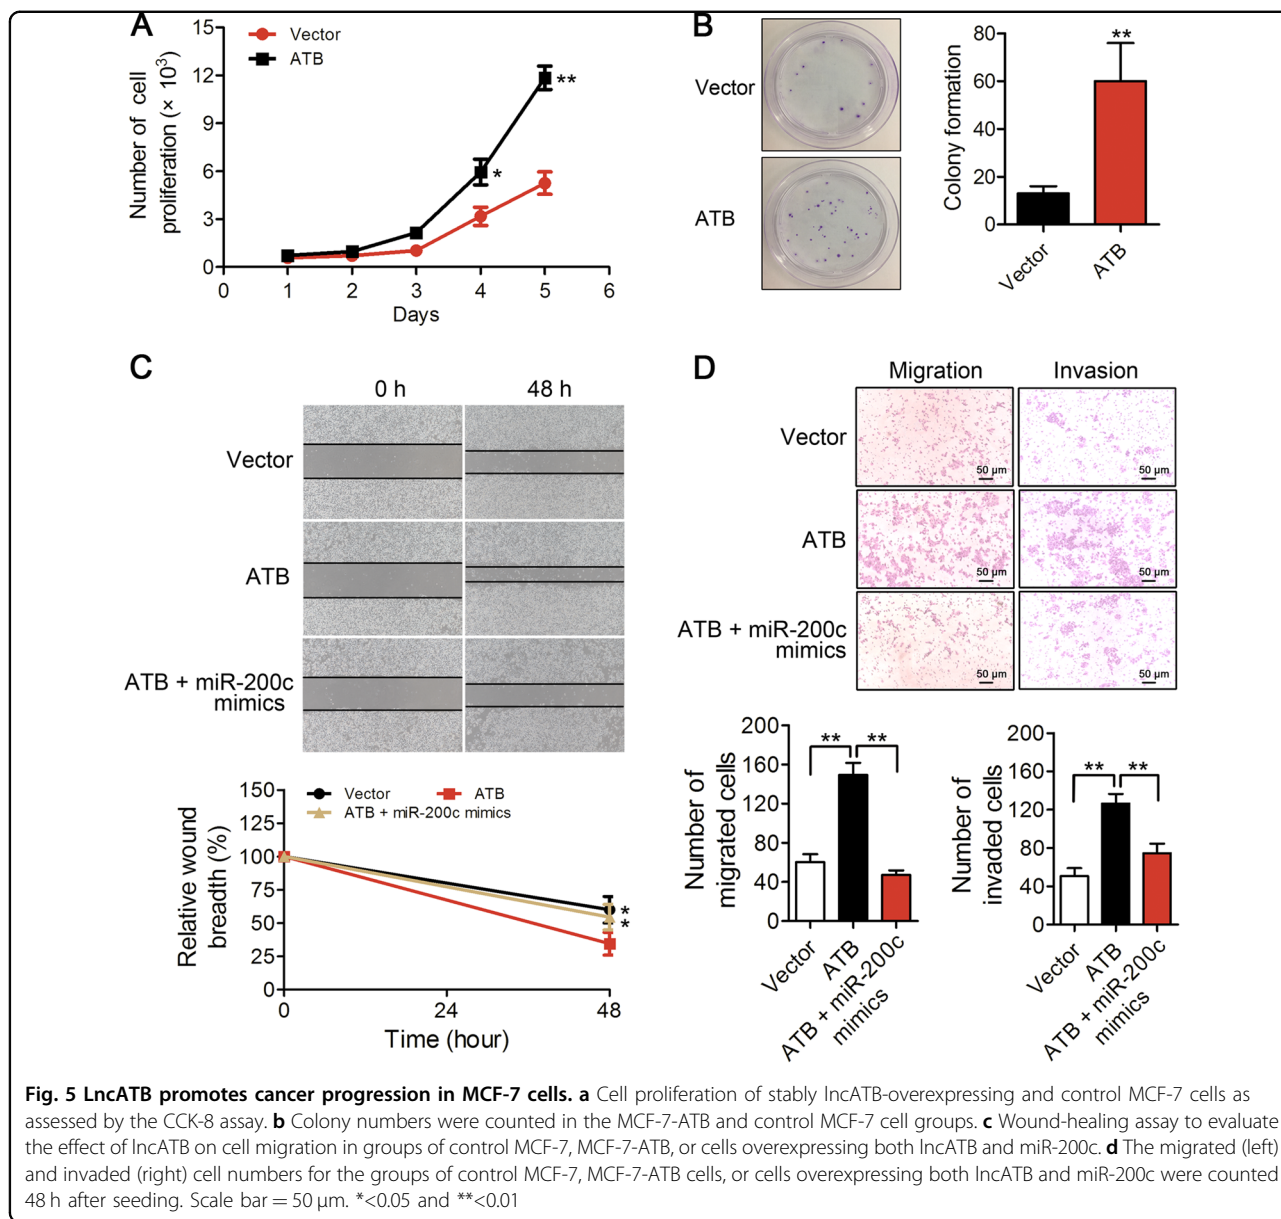 A
Vector
ATB
Number of cell
proliferation (× 10³)
15
12
9
6
3
0
*
**
0 1 2 3 4 5 6
Days
B
Vector
ATB
Colony formation
80
60
40
20
0
**
Vector
ATB
C
0 h 48 h
Vector
ATB
ATB + miR-200c
mimics
Relative wound
breadth (%)
150
125
100
75
50
25
0
Vector ATB
ATB + miR-200c mimics
*
*
0 24 48
Time (hour)
D
Migration Invasion
Vector
50 µm 50 µm
ATB
50 µm 50 µm
ATB + miR-200c
mimics
50 µm 50 µm
Number of
migrated cells
200
160
120
80
40
0
** **
Vector
ATB
ATB + miR-200c
mimics
Number of
invaded cells
200
160
120
80
40
0
** **
Vector
ATB
ATB + miR-200c
mimics
Fig. 5 LncATB promotes cancer progression in MCF-7 cells. a Cell proliferation of stably lncATB-overexpressing and control MCF-7 cells as
assessed by the CCK-8 assay. b Colony numbers were counted in the MCF-7-ATB and control MCF-7 cell groups. c Wound-healing assay to evaluate
the effect of lncATB on cell migration in groups of control MCF-7, MCF-7-ATB, or cells overexpressing both lncATB and miR-200c. d The migrated (left)
and invaded (right) cell numbers for the groups of control MCF-7, MCF-7-ATB cells, or cells overexpressing both lncATB and miR-200c were counted
48 h after seeding. Scale bar = 50 µm. *<0.05 and **<0.01